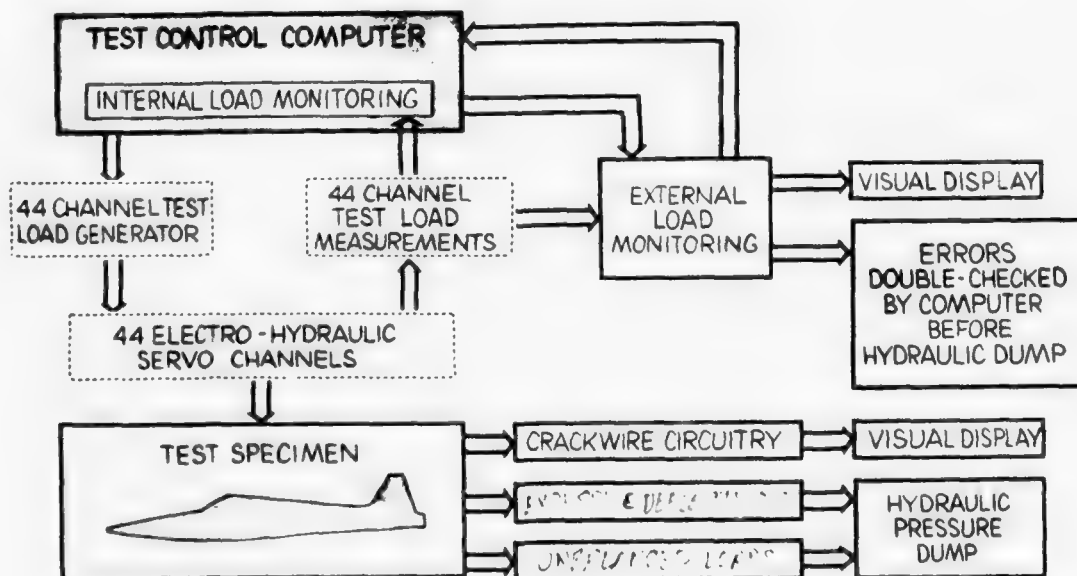 TEST CONTROL COMPUTER
INTERNAL LOAD MONITORING
44 CHANNEL TEST
LOAD GENERATOR
44 CHANNEL
TEST LOAD
MEASUREMENTS
EXTERNAL
LOAD
MONITORING
VISUAL DISPLAY
ERRORS
DOUBLE-CHECKED
BY COMPUTER
BEFORE
HYDRAULIC DUMP
44 ELECTRO-HYDRAULIC
SERVO CHANNELS
TEST SPECIMEN
CRACKWIRE CIRCUITRY
VISUAL DISPLAY
HYDRAULIC
PRESSURE
DUMP
&
LOADS